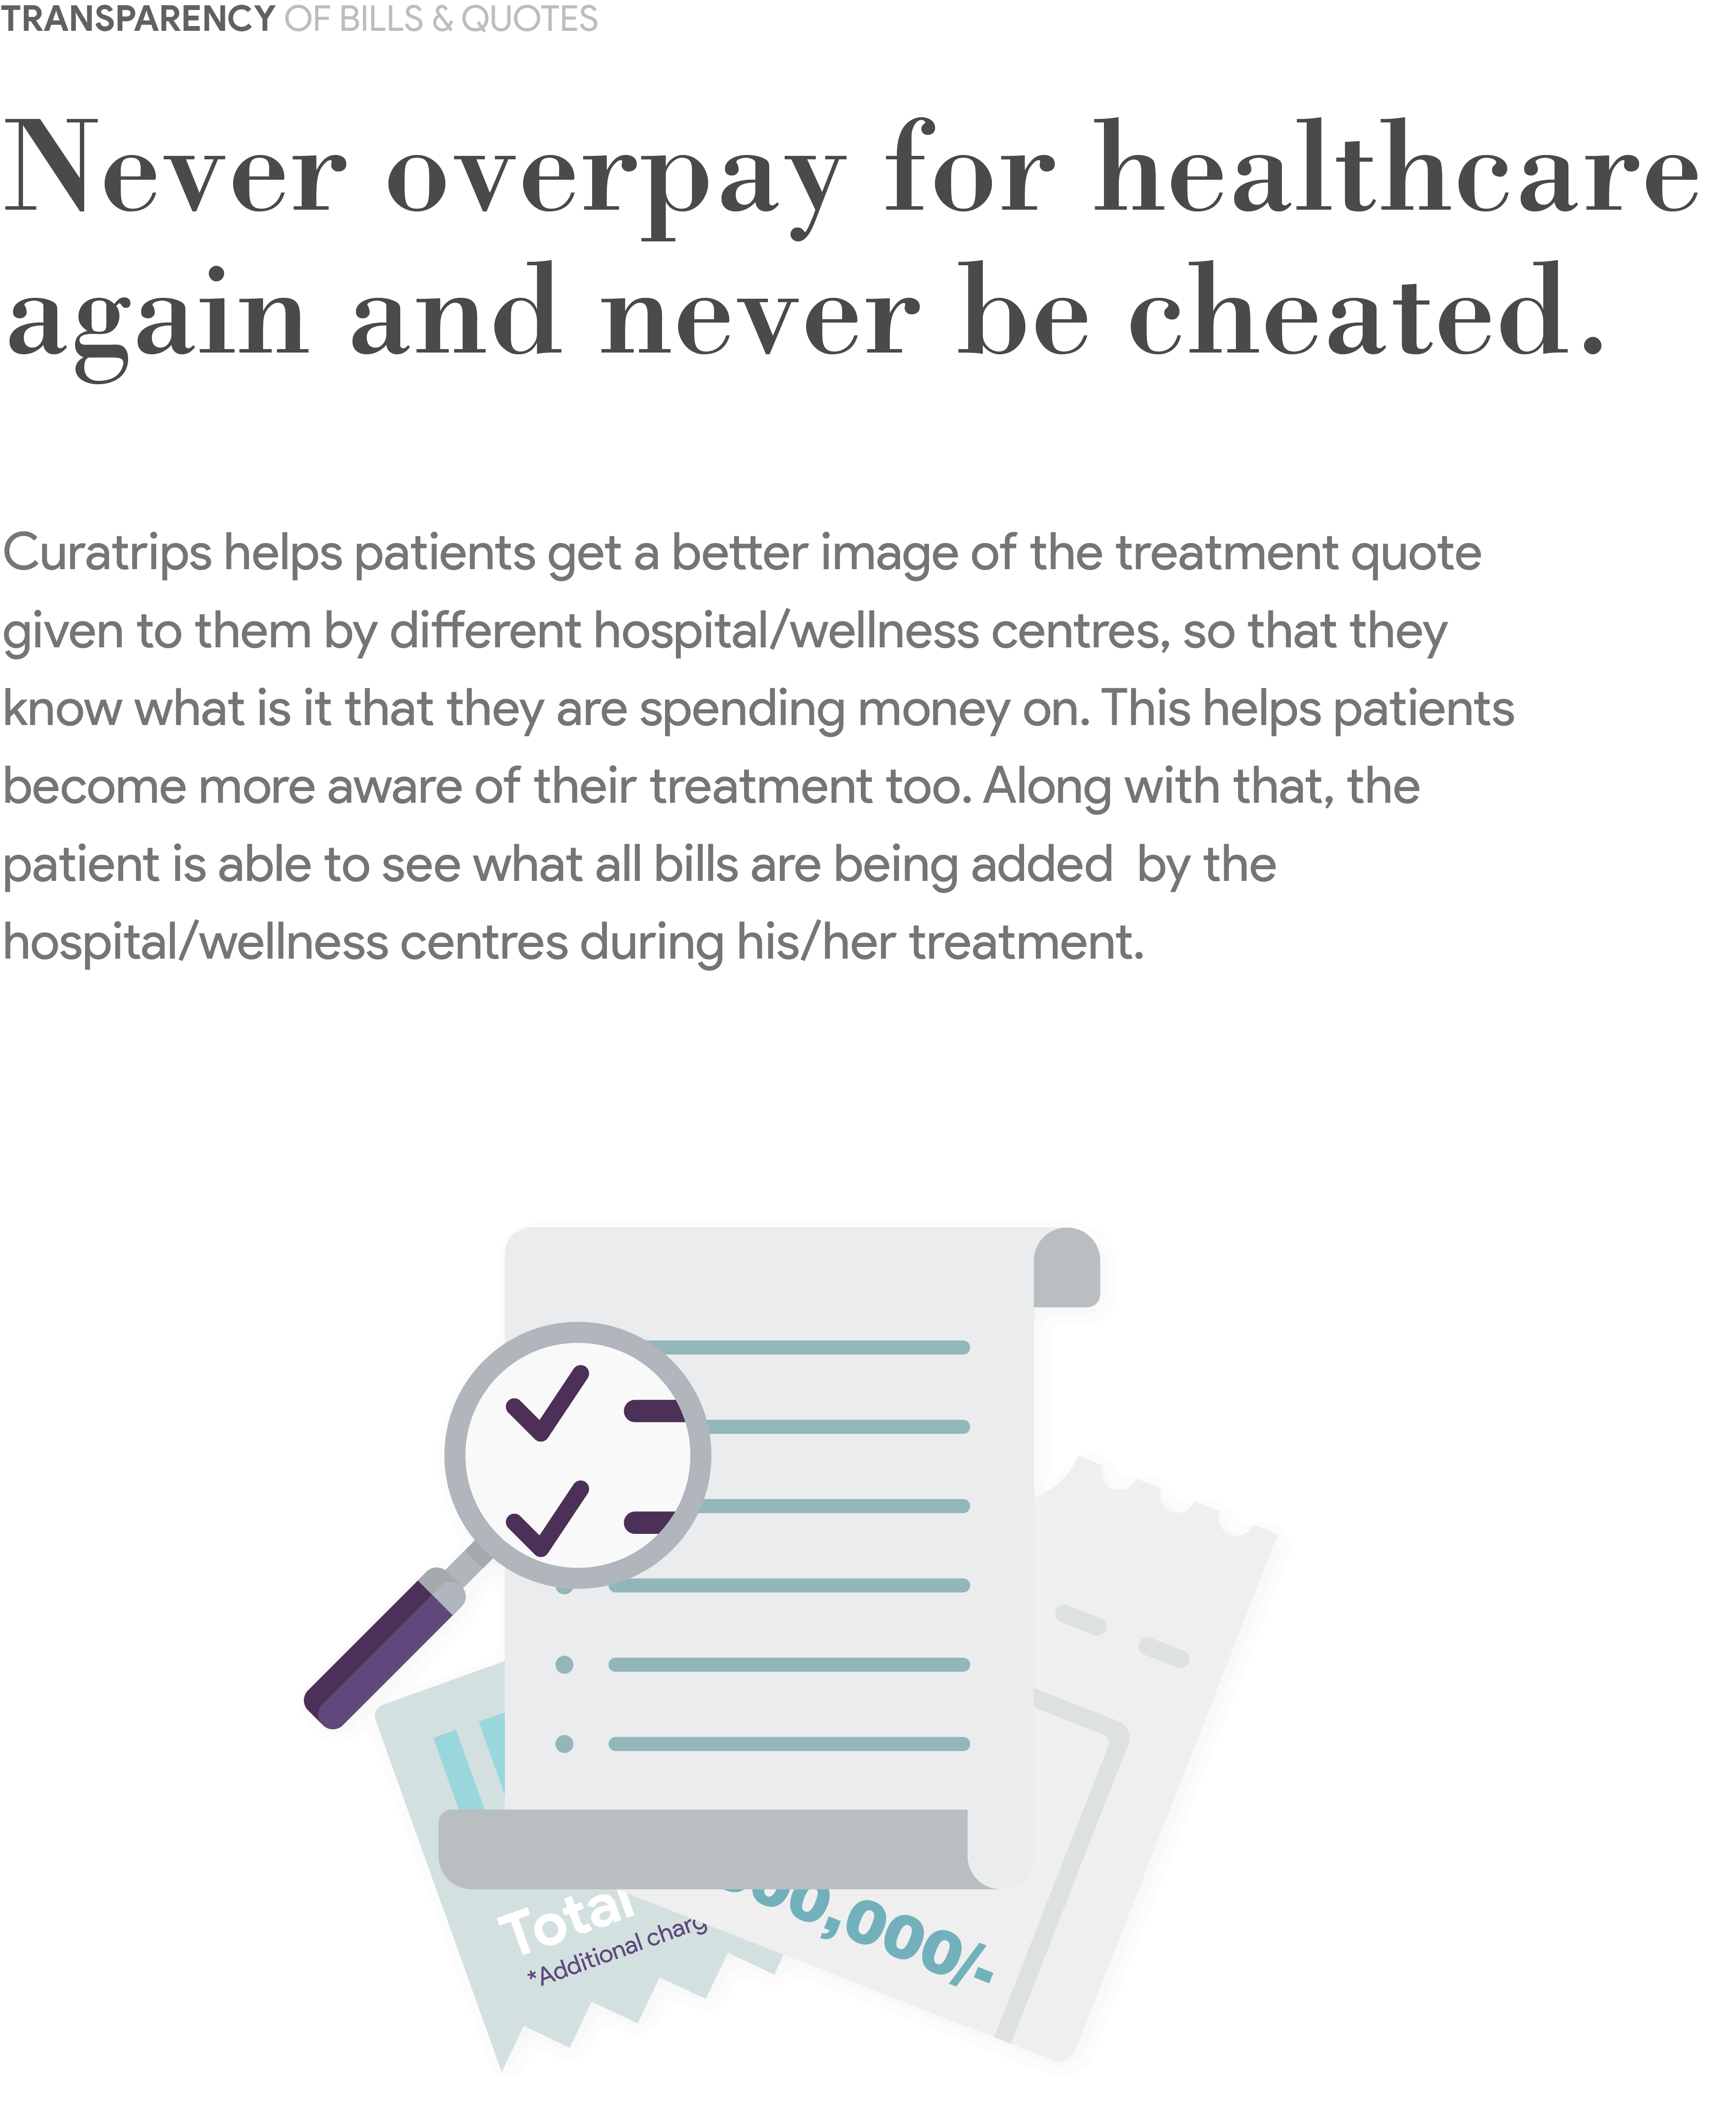 TRANSPARENCY OF BILLS & QUOTES
Never overpay for healthcare
again and never be cheated.
Curatrips helps patients get a better image of the treatment quote
given to them by different hospital/wellness centres, so that they
know what is it that they are spending money on. This helps patients
become more aware of their treatment too. Along with that, the
patient is able to see what all bills are being added  by the
hospital/wellness centres during his/her treatment.
Total
*Additional charg
00,000/-